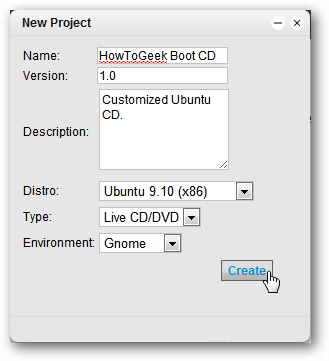 New Project
Name: HowToGeek Boot CD
Version: 1.0
Description: Customized Ubuntu
CD.
Distro: Ubuntu 9.10 (x86)
Type: Live CD/DVD
Environment: Gnome
Create